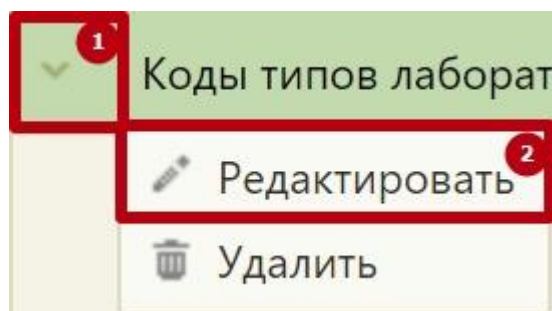 1
Коды типов лаборат
Редактировать
2
Удалить